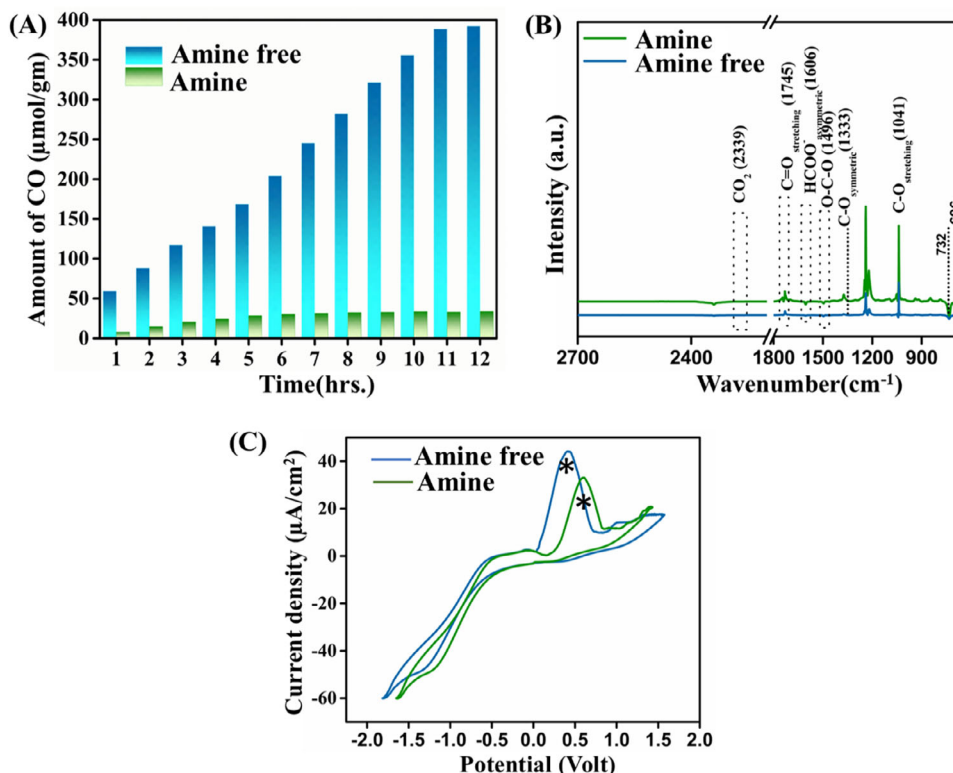 (A)
Amount of CO (µmol/gm)
400
350
300
250
200
150
100
50
0
Amine free
Amine
1 2 3 4 5 6 7 8 9 10 11 12
Time(hrs.)
(B)
Intensity (a.u.)
Amine
Amine free
CO2 (2339)
C=O stretching (1745)
HCOO- asymmetric (1606)
O-C-O (1496)
C-O symmetric (1333)
C-O stretching (1041)
732
2700 2400 1800 1500 1200 900
Wavenumber(cm-1)
(C)
Current density (µA/cm2)
40
20
0
-20
-40
-60
Amine free
Amine
*
*
-2.0 -1.5 -1.0 -0.5 0.0 0.5 1.0 1.5 2.0
Potential (Volt)